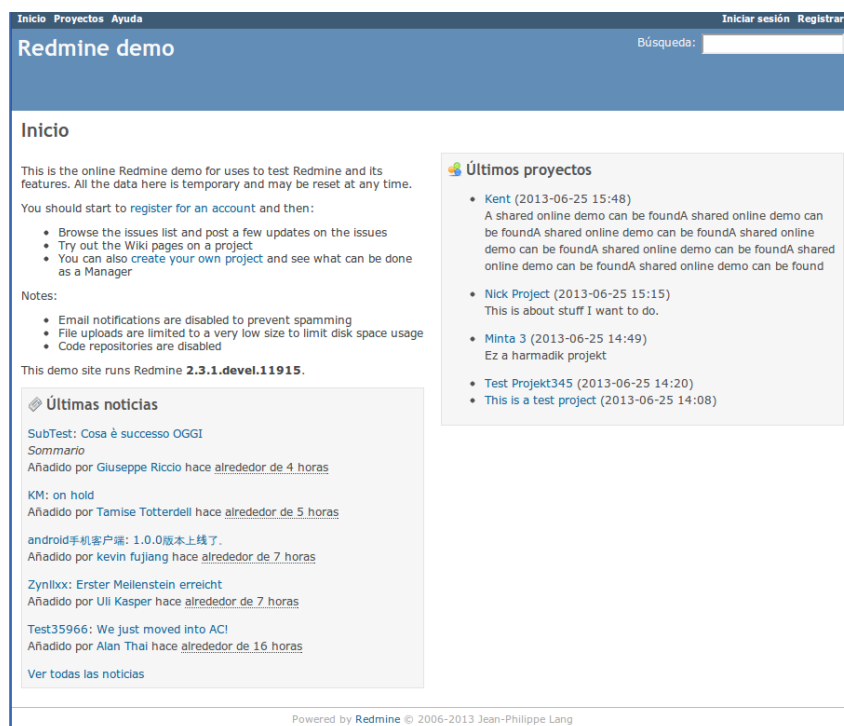 Inicio Proyectos Ayuda
Iniciar sesión Registrar
Redmine demo
Búsqueda:
Inicio
This is the online Redmine demo for uses to test Redmine and its
features. All the data here is temporary and may be reset at any time.
You should start to register for an account and then:
Browse the issues list and post a few updates on the issues
Try out the Wiki pages on a project
You can also create your own project and see what can be done
as a Manager
Notes:
Email notifications are disabled to prevent spamming
File uploads are limited to a very low size to limit disk space usage
Code repositories are disabled
This demo site runs Redmine 2.3.1.devel.11915.
Últimas noticias
SubTest: Cosa è successo OGGI
Sommario
Añadido por Giuseppe Riccio hace alrededor de 4 horas
KM: on hold
Añadido por Tamise Totterdell hace alrededor de 5 horas
android手机客户端: 1.0.0版本上线了.
Añadido por kevin fujiang hace alrededor de 7 horas
Zynllxx: Erster Meilenstein erreicht
Añadido por Uli Kasper hace alrededor de 7 horas
Test35966: We just moved into AC!
Añadido por Alan Thai hace alrededor de 16 horas
Ver todas las noticias
Últimos proyectos
Kent (2013-06-25 15:48)
A shared online demo can be foundA shared online demo can
be foundA shared online demo can be foundA shared online
demo can be foundA shared online demo can be foundA shared
online demo can be foundA shared online demo can be found
Nick Project (2013-06-25 15:15)
This is about stuff I want to do.
Minta 3 (2013-06-25 14:49)
Ez a harmadik projekt
Test Projekt345 (2013-06-25 14:20)
This is a test project (2013-06-25 14:08)
Powered by Redmine © 2006-2013 Jean-Philippe Lang